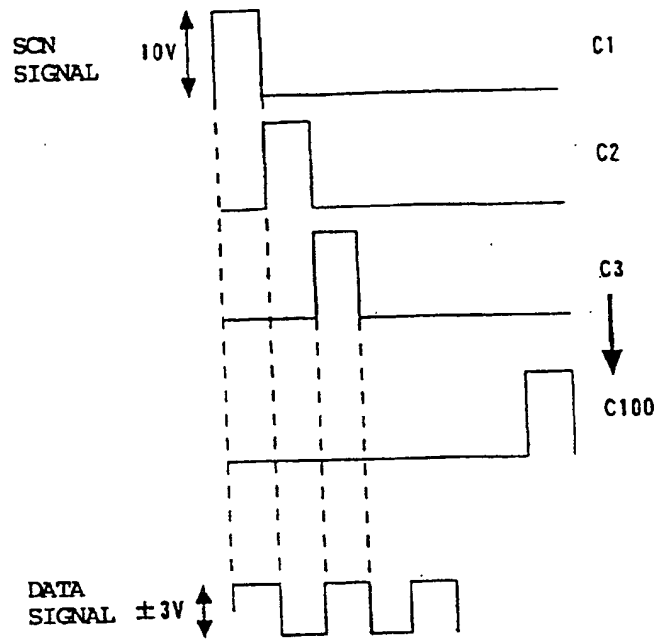 SCN
SIGNAL
10V
C1
C2
C3
C100
DATA
SIGNAL
±3V